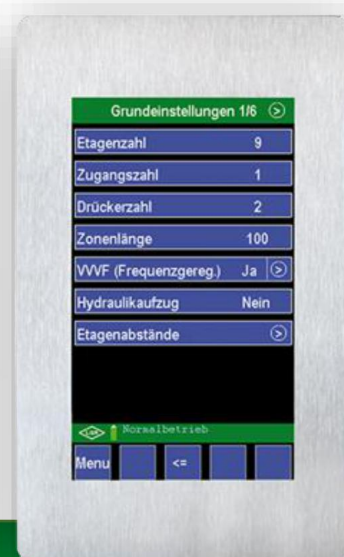 Grundeinstellungen 1/6 >
Etagenzahl 9
Zugangszahl 1
Drückerzahl 2
Zonenlänge 100
VVVF (Frequenzgereg.) Ja >
Hydraulikaufzug Nein
Etagenabstände >
Normalbetrieb
Menu <=